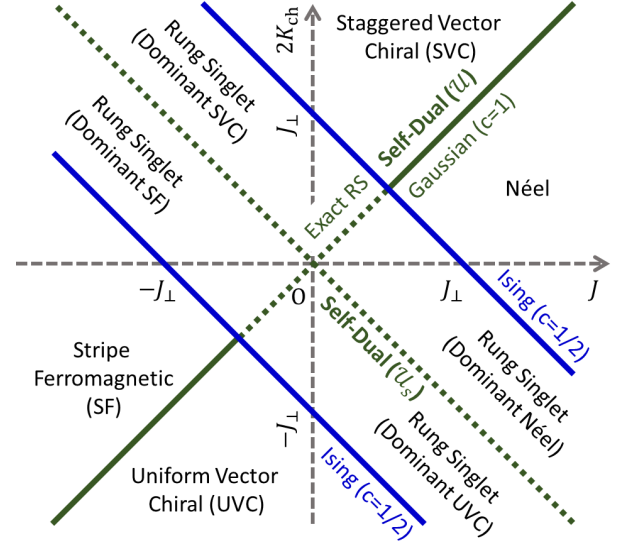 Staggered Vector
Chiral (SVC)
2K_ch
Rung Singlet
(Dominant SVC)
Rung Singlet
(Dominant SF)
J_⊥
Self-Dual (𝒰)
Gaussian (c=1)
Exact RS
Néel
−J_⊥
O
J_⊥
J
Ising (c=1/2)
Self-Dual (𝒰_s)
Rung Singlet
(Dominant Néel)
Stripe
Ferromagnetic
(SF)
−J_⊥
Rung Singlet
(Dominant UVC)
Uniform Vector
Chiral (UVC)
Ising (c=1/2)